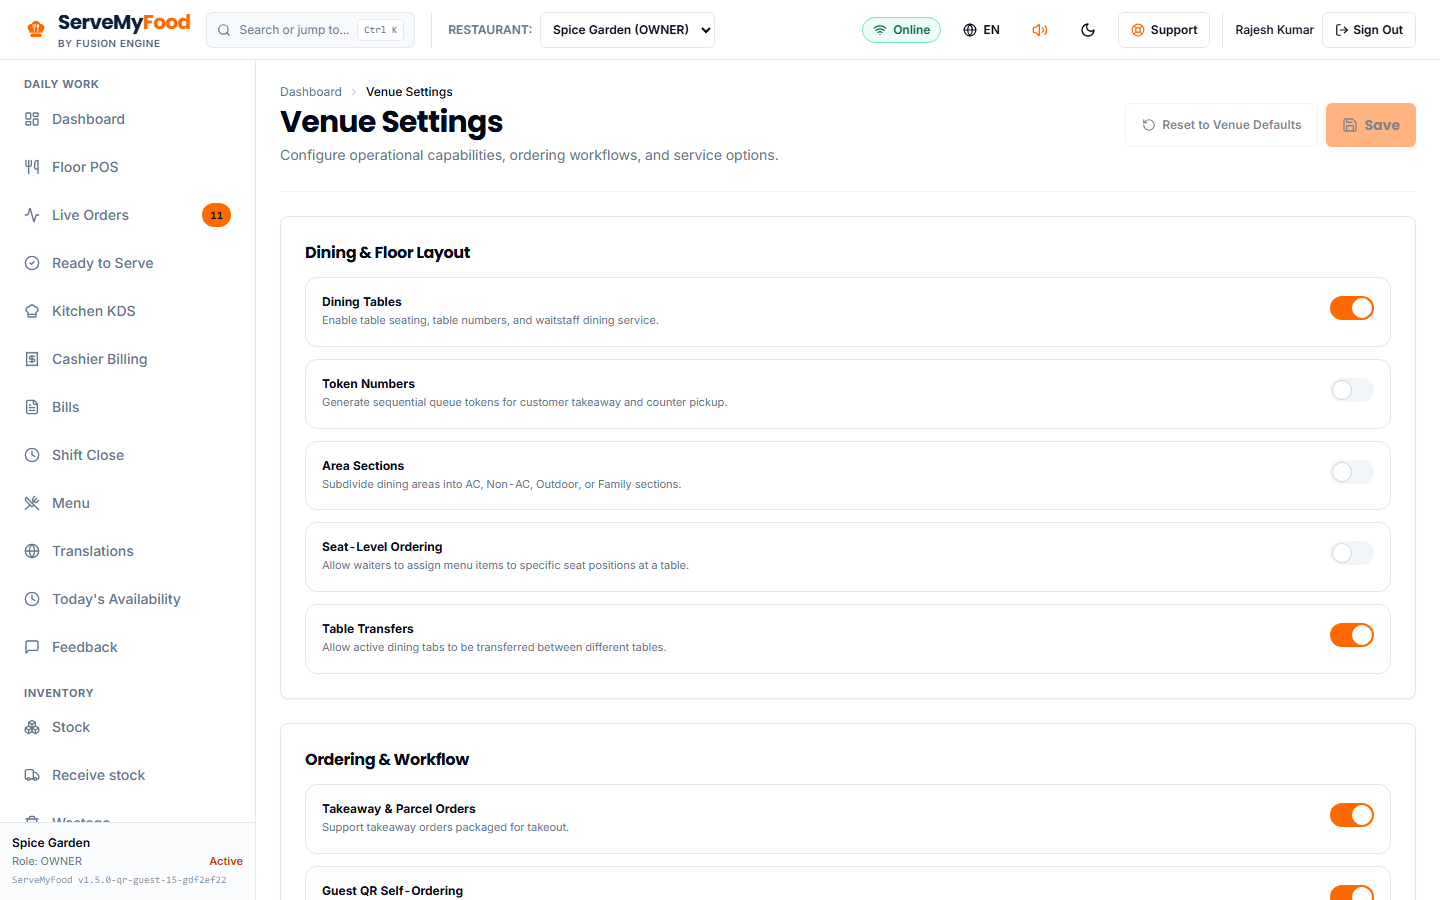 ServeMyFood
BY FUSION ENGINE
Search or jump to... Ctrl K
RESTAURANT: Spice Garden (OWNER)
Online
EN
Support
Rajesh Kumar
Sign Out
DAILY WORK
Dashboard
Floor POS
Live Orders 11
Ready to Serve
Kitchen KDS
Cashier Billing
Bills
Shift Close
Menu
Translations
Today's Availability
Feedback
INVENTORY
Stock
Receive stock
Wastage
Spice Garden
Role: OWNER Active
ServeMyFood v1.5.0-qr-guest-15-gdf2ef22
Dashboard > Venue Settings
Venue Settings
Configure operational capabilities, ordering workflows, and service options.
Reset to Venue Defaults
Save
Dining & Floor Layout
Dining Tables
Enable table seating, table numbers, and waitstaff dining service.
Token Numbers
Generate sequential queue tokens for customer takeaway and counter pickup.
Area Sections
Subdivide dining areas into AC, Non-AC, Outdoor, or Family sections.
Seat-Level Ordering
Allow waiters to assign menu items to specific seat positions at a table.
Table Transfers
Allow active dining tabs to be transferred between different tables.
Ordering & Workflow
Takeaway & Parcel Orders
Support takeaway orders packaged for takeout.
Guest QR Self-Ordering